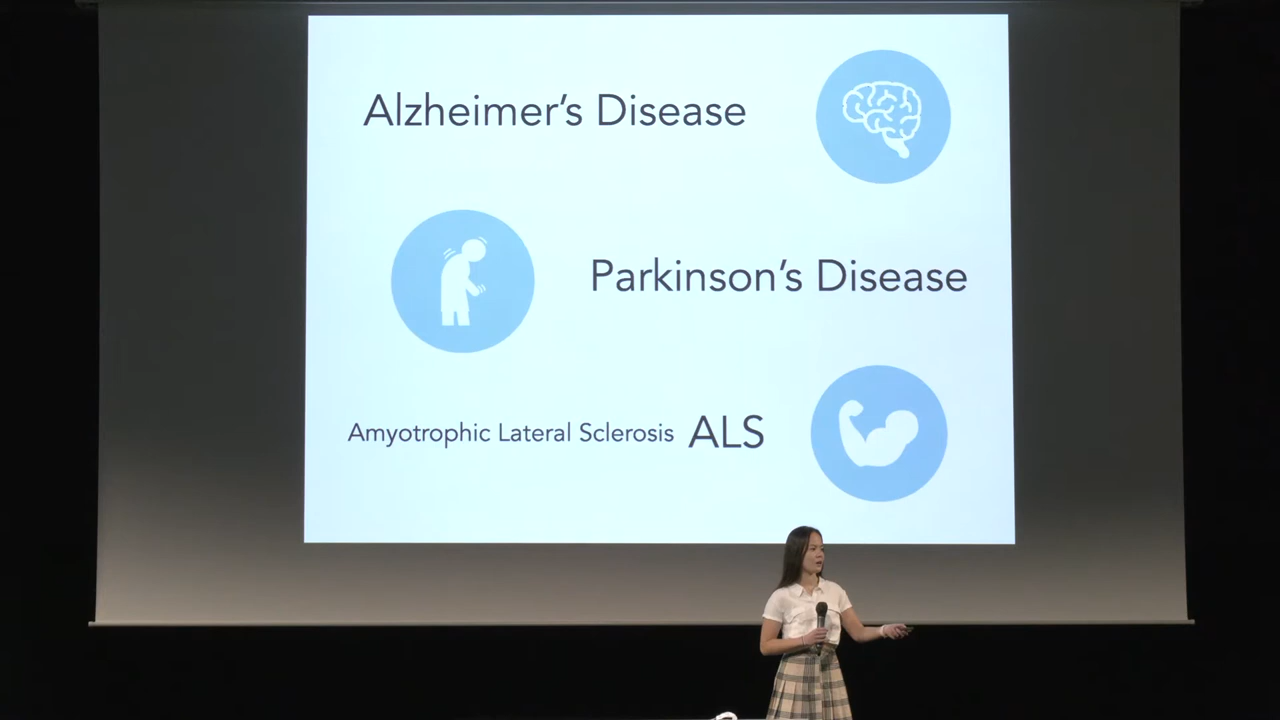 Alzheimer’s Disease
Parkinson’s Disease
Amyotrophic Lateral Sclerosis ALS